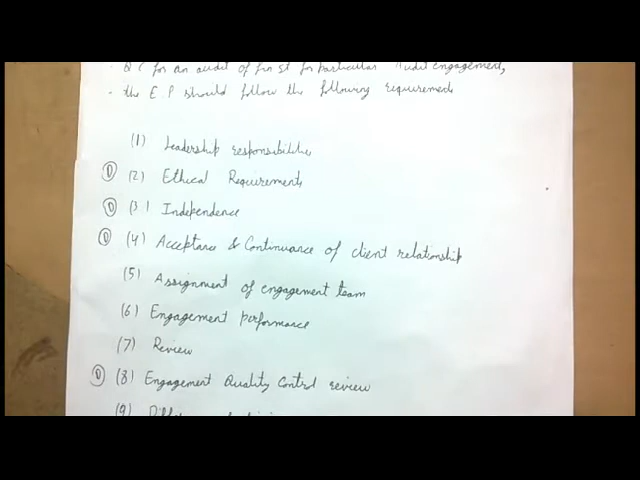 - Q C for an audit of fin st for particular Audit engagement,
- the E.P should follow the following requirements
(1) Leadership responsibilities
D (2) Ethical Requirements
D (3) Independence
D (4) Acceptance & Continuance of client relationship
(5) Assignment of engagement team
(6) Engagement performance
(7) Review
D (8) Engagement Quality Control review
(9)